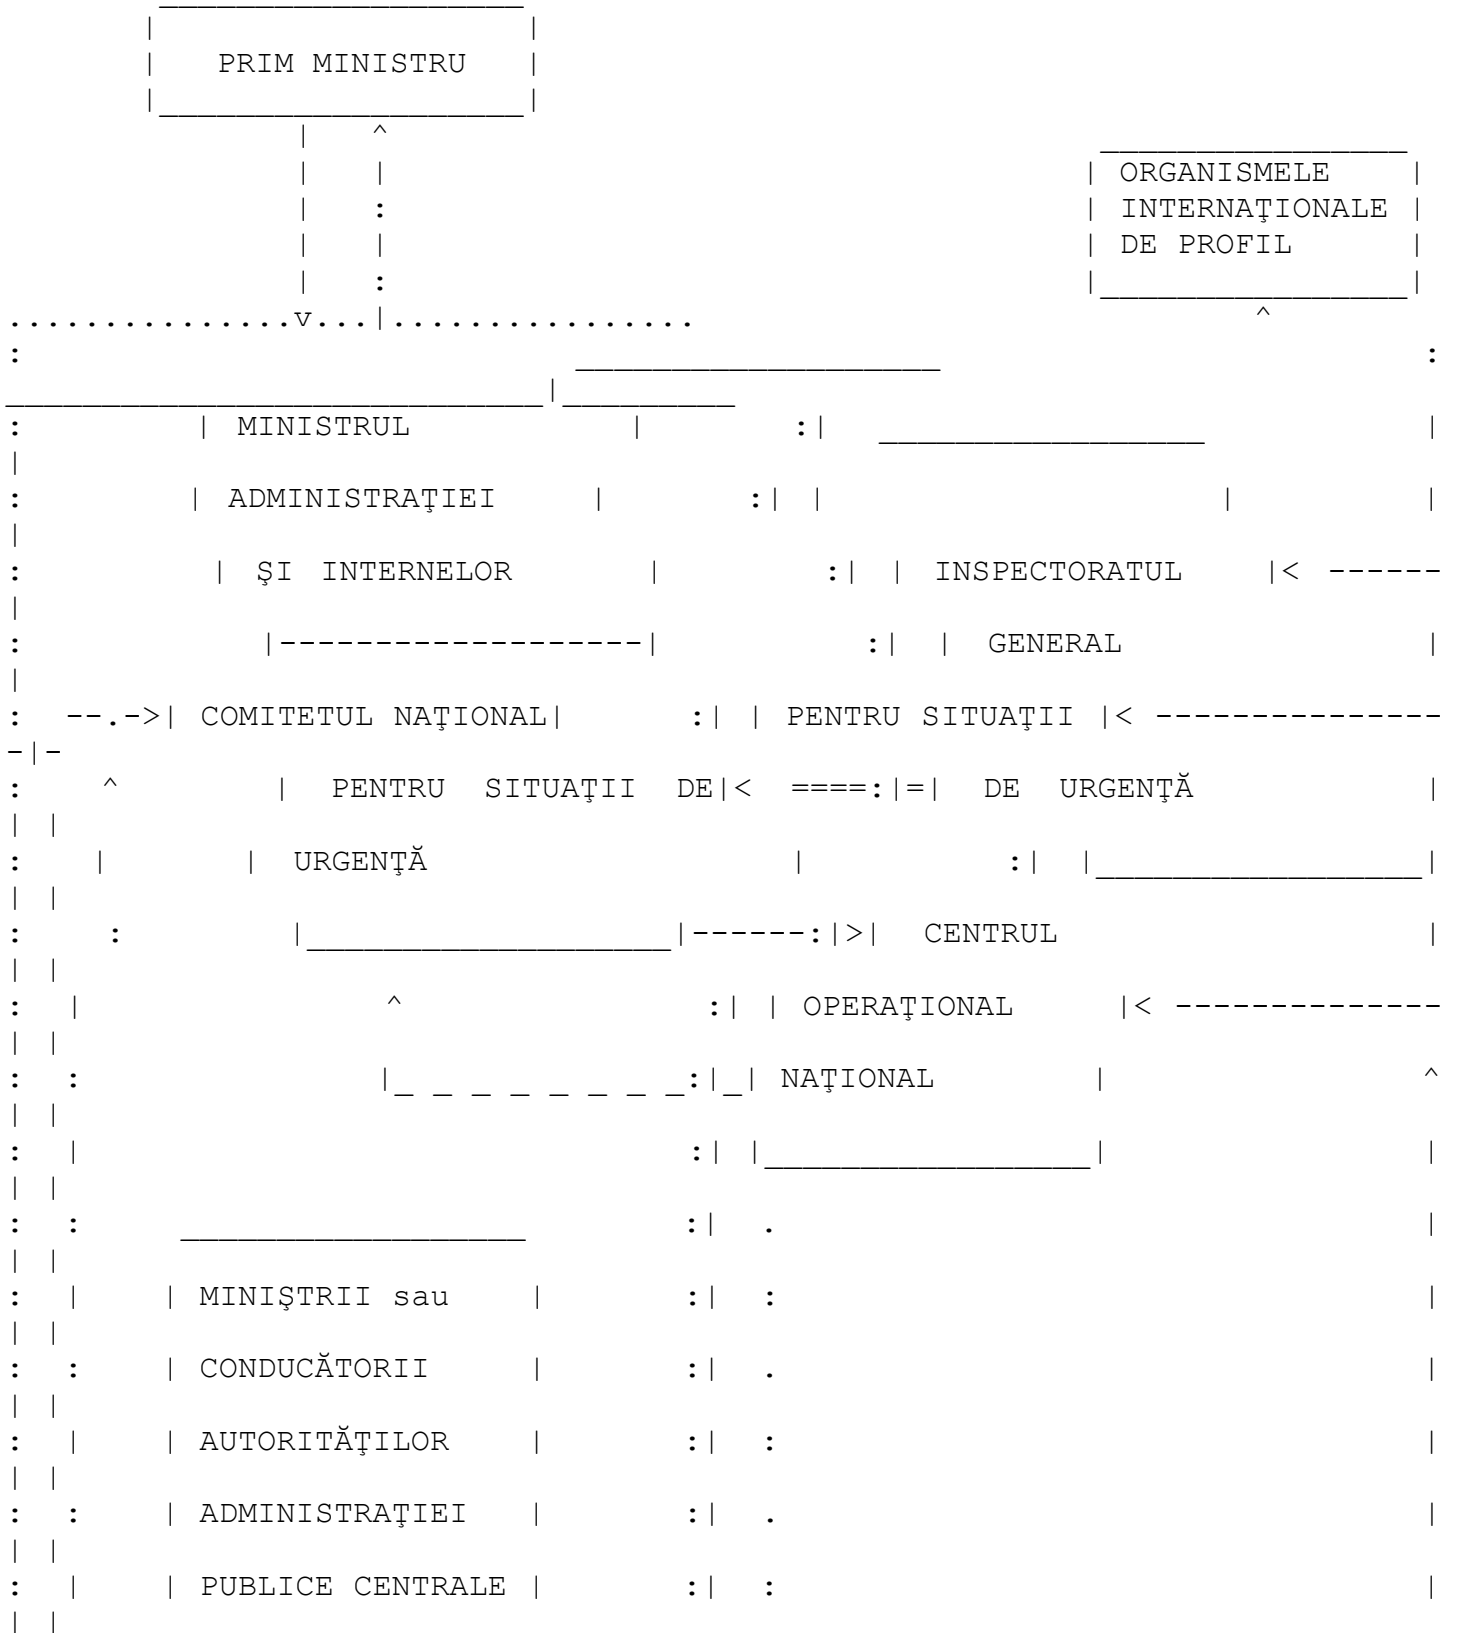 PRIM MINISTRU
ORGANISMELE
INTERNAŢIONALE
DE PROFIL
MINISTRUL
ADMINISTRAŢIEI
ŞI INTERNELOR
INSPECTORATUL
GENERAL
COMITETUL NAŢIONAL
PENTRU SITUAŢII
PENTRU SITUAŢII DE
DE URGENŢĂ
URGENŢĂ
CENTRUL
OPERAŢIONAL
NAŢIONAL
MINIŞTRII sau
CONDUCĂTORII
AUTORITĂŢILOR
ADMINISTRAŢIEI
PUBLICE CENTRALE